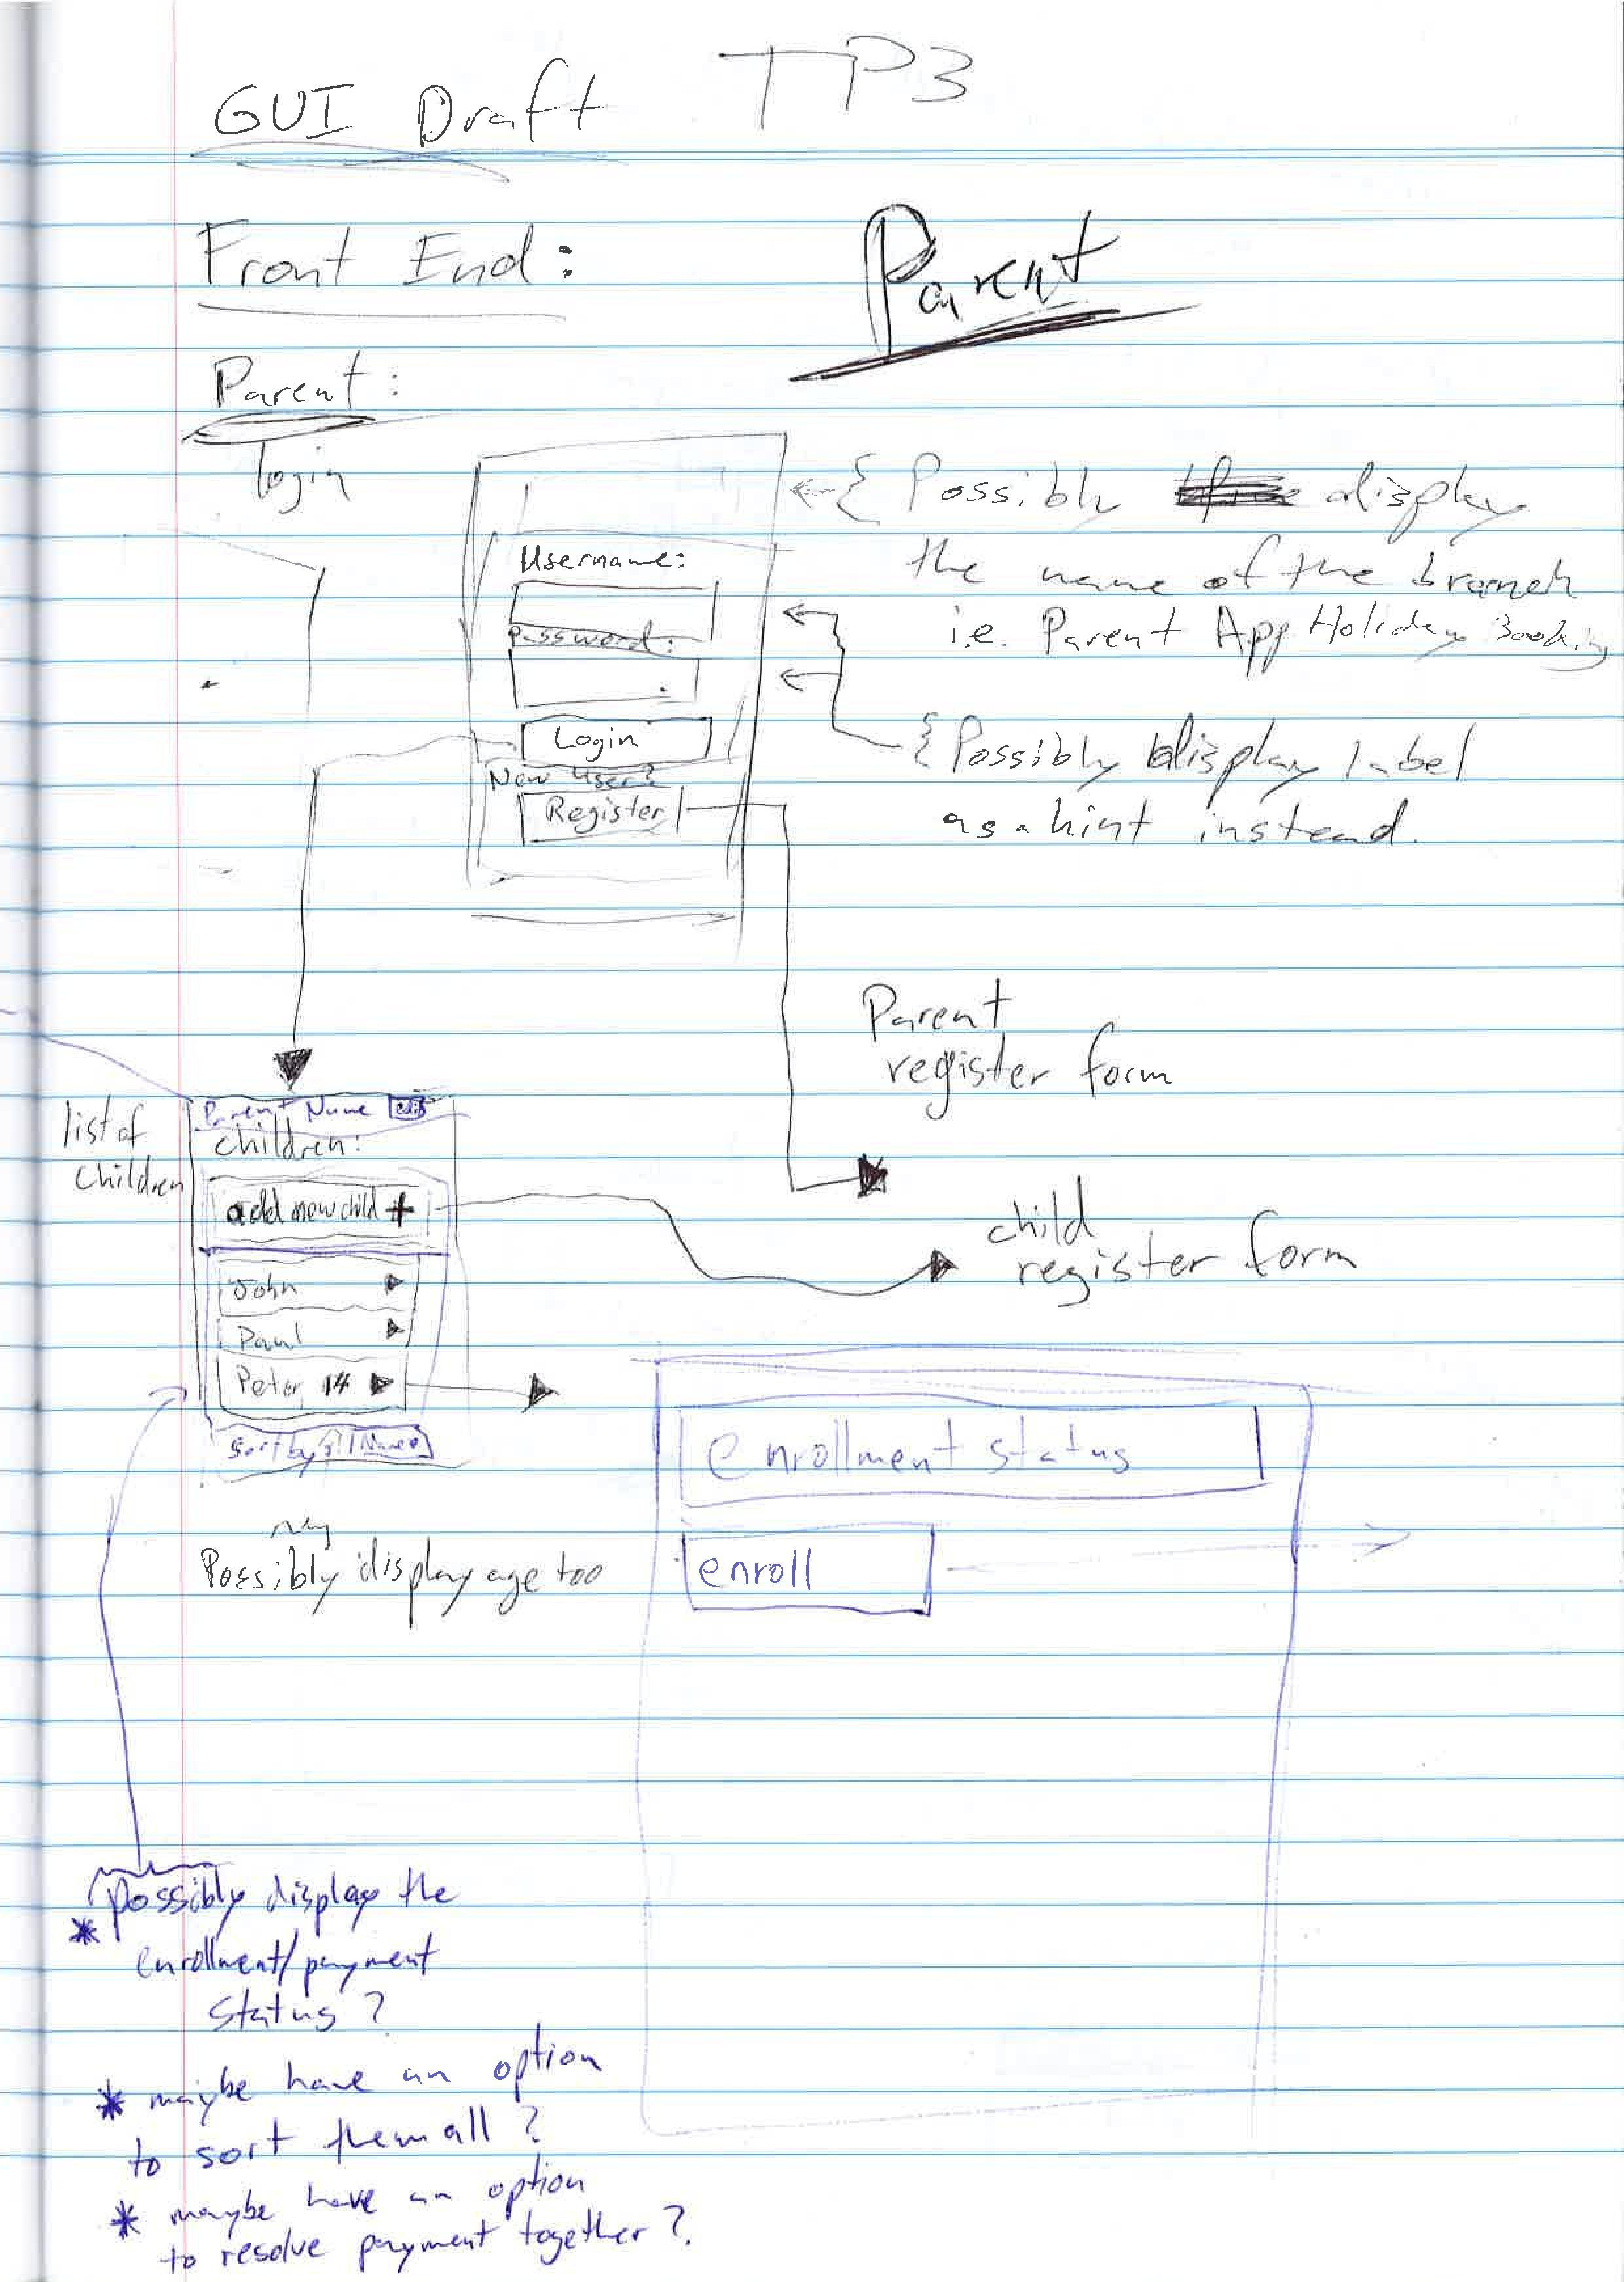 GUI Draft TP3
Front End:
Parent
Parent:
login
{ Possibly display
the name of the branch
i.e. Parent App Holiday Booking
Username:
Password:
Login
New User?
Register
{ Possibly display label
as a hint instead.
Parent
register form
list of
children
Parent Name edit
children:
add new child +
John
Paul
Peter, 14
Sort by: Name
child
register form
enrollment status
enroll
Possibly display age too
* possibly display the
enrollment/payment
status?
* maybe have an option
to sort them all?
* maybe have an option
to resolve payment together?